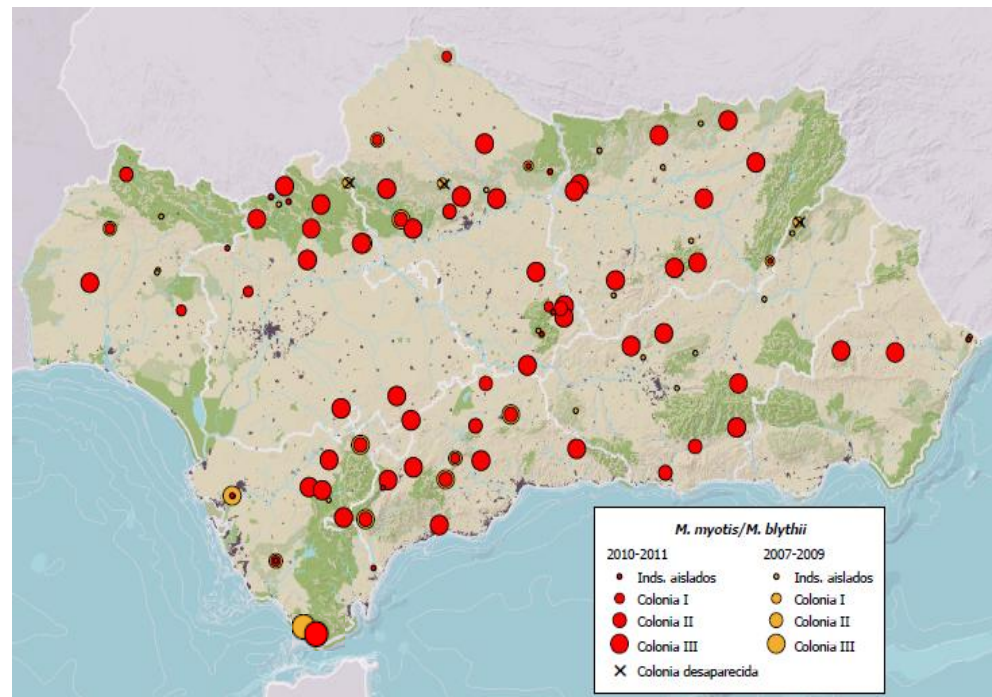 M. myotis/M. blythii
2010-2011 2007-2009
Inds. aislados Inds. aislados
Colonia I Colonia I
Colonia II Colonia II
Colonia III Colonia III
Colonia desaparecida